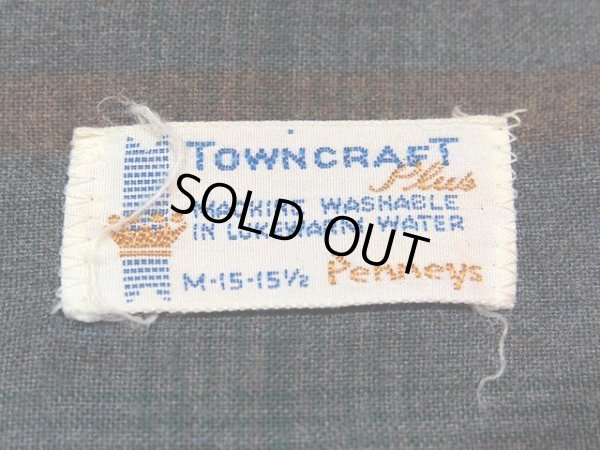 TOWNCRAFT
Plus
MACHINE WASHABLE
IN LUKEWARM WATER
M-15-15½
Penneys
SOLD OUT